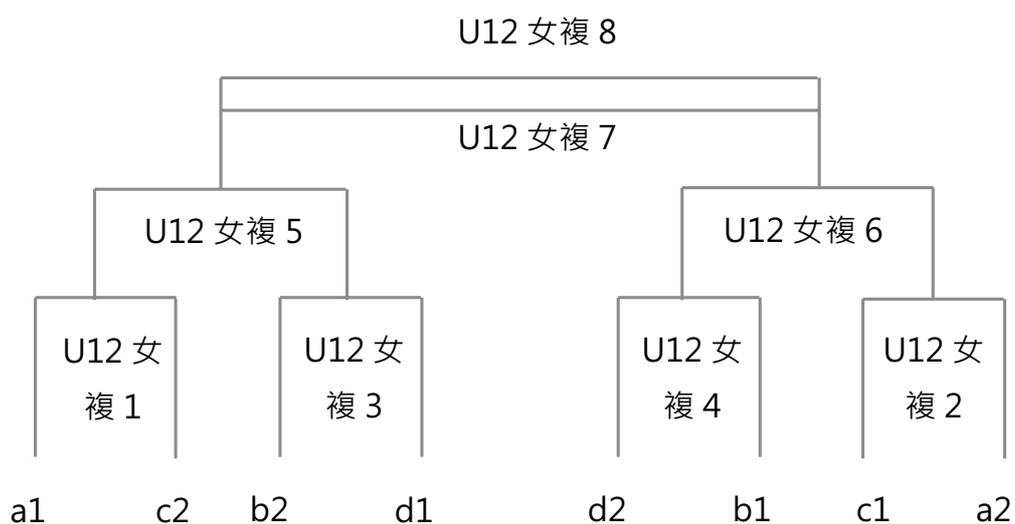 U12 女複 8
U12 女複 7
U12 女複 5
U12 女複 6
U12 女
複 1
U12 女
複 3
U12 女
複 4
U12 女
複 2
a1 c2 b2 d1 d2 b1 c1 a2